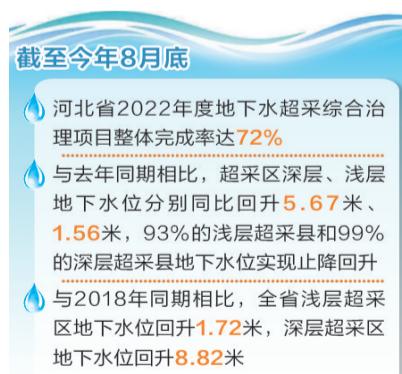 截至今年8月底
河北省2022年度地下水超采综合治
理项目整体完成率达72%
与去年同期相比，超采区深层、浅层
地下水位分别同比回升5.67米、
1.56米，93%的浅层超采县和99%
的深层超采县地下水位实现止降回升
与2018年同期相比，全省浅层超采
区地下水位回升1.72米，深层超采区
地下水位回升8.82米